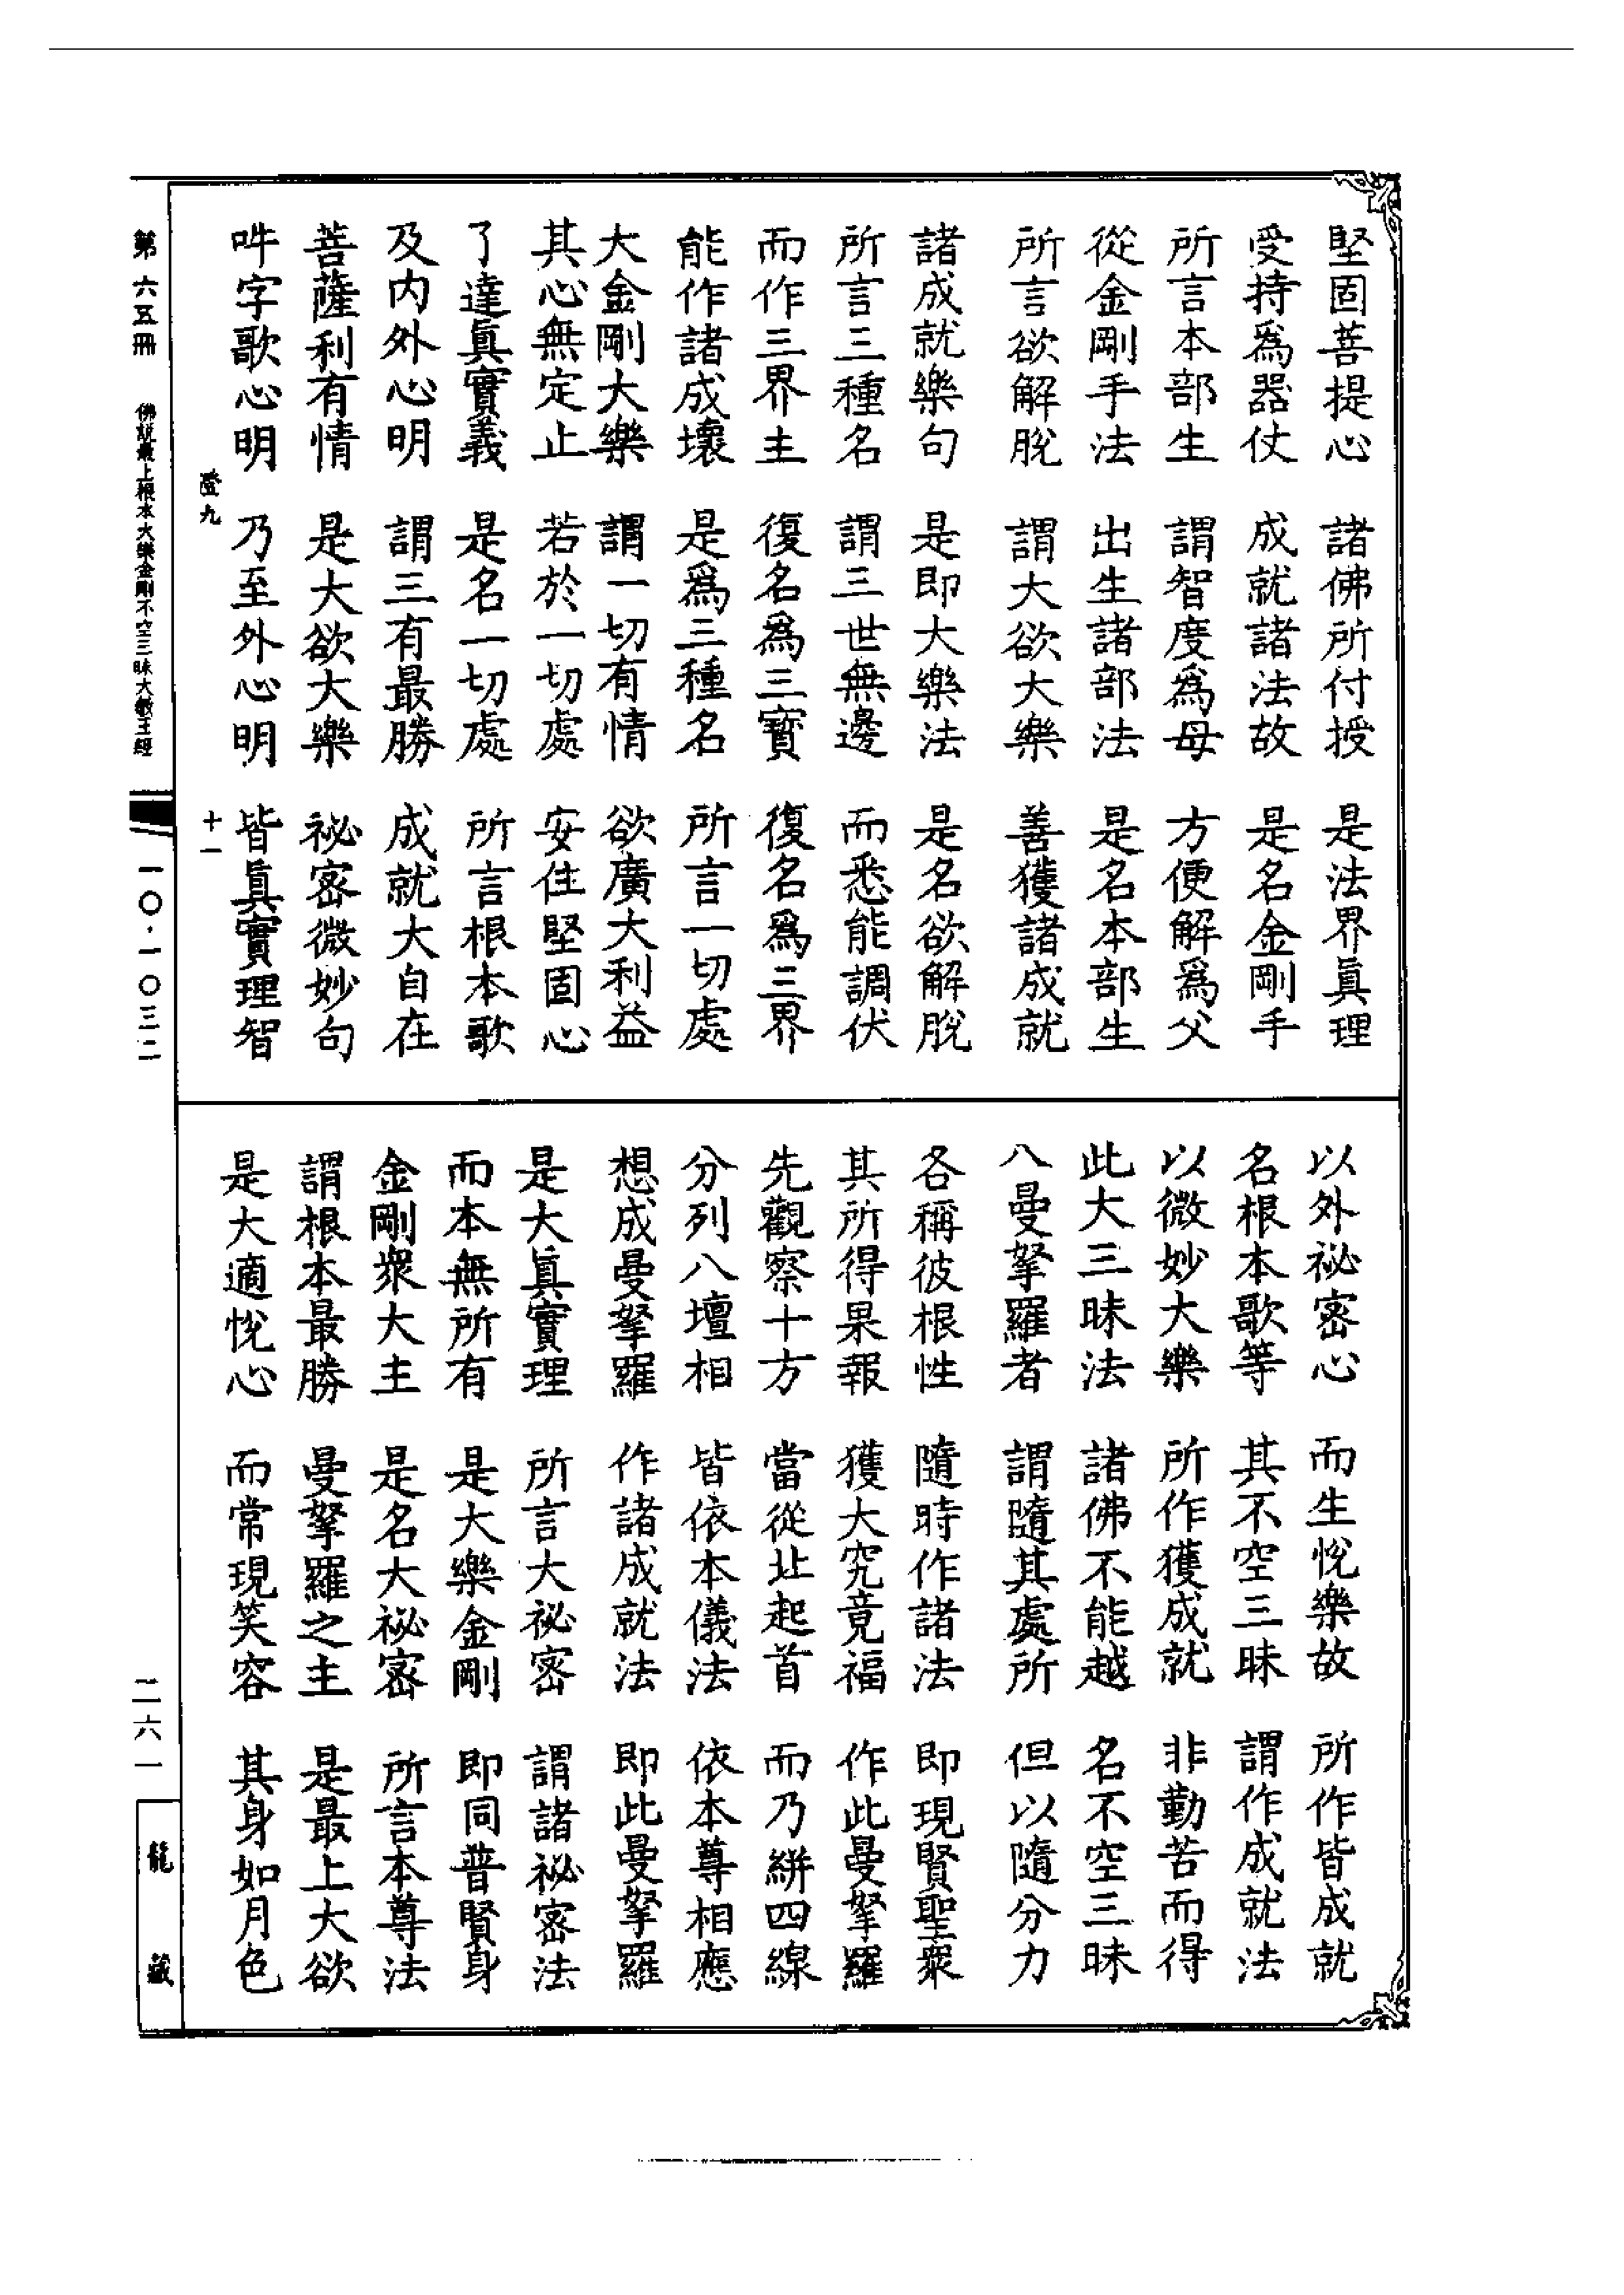 堅固菩提心　諸佛所付授　是法界眞理
受持爲器仗　成就諸法故　是名金剛手
所言本部生　謂智度爲母　方便解爲父
從金剛手法　出生諸部法　是名本部生
所言欲解脫　謂大欲大樂　善獲諸成就
諸成就樂句　是即大樂法　是名欲解脫
所言三種名　謂三世無邊　而悉能調伏
而作三界主　復名爲三寶　復名爲三界
能作諸成壞　是爲三種名　所言一切處
大金剛大樂　謂一切有情　欲廣大利益
其心無定止　若於一切處　安住堅固心
了達眞實義　是名一切處　所言根本歌
及內外心明　謂三有最勝　成就大自在
菩薩利有情　是大欲大樂　祕密微妙句
吽字歌心明　乃至外心明　皆眞實理智
以外祕密心　而生悅樂故　所作皆成就
名根本歌等　其不空三昧　謂作成就法
以微妙大樂　所作獲成就　非勤苦而得
此大三昧法　諸佛不能越　名不空三昧
八曼拏羅者　謂隨其處所　但以隨分力
各稱彼根性　隨時作諸法　即現賢聖衆
其所得果報　獲大究竟福　作此曼拏羅
先觀察十方　當從北起首　而乃絣四線
分列八壇相　皆依本儀法　依本尊相應
想成曼拏羅　作諸成就法　即此曼拏羅
是大眞實理　所言大祕密　謂諸祕密法
而本無所有　是大樂金剛　即同普賢身
金剛衆大主　是名大祕密　所言本尊法
謂根本最勝　曼拏羅之主　是最上大欲
是大適悅心　而常現笑容　其身如月色
九　十一
第六五冊　佛說最上根本大樂金剛不空三昧大教王經　一〇·一〇三二　二六一　龍藏